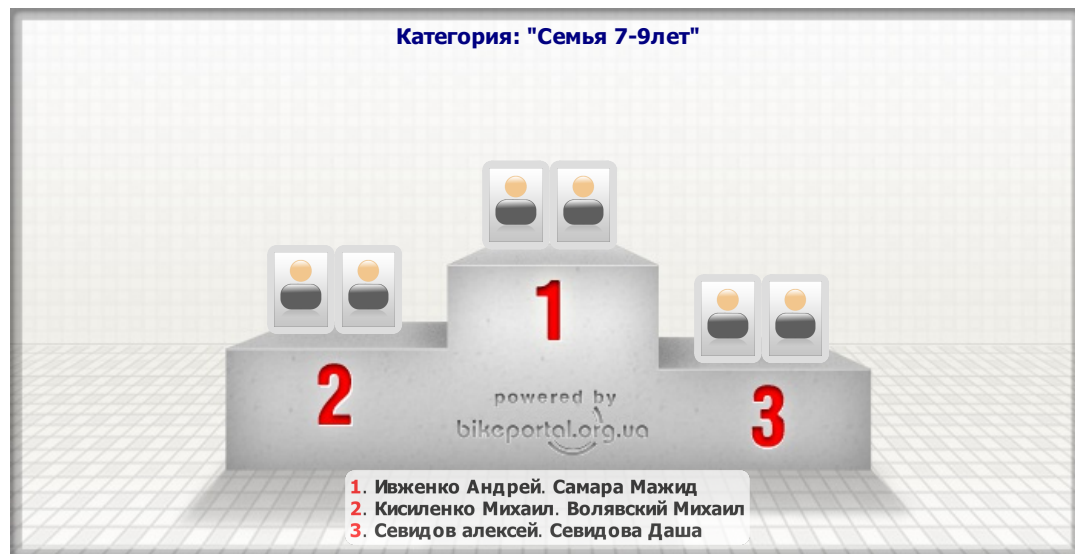 Категория: "Семья 7-9лет"
1
2
3
powered by
bikeportal.org.ua
1. Ивженко Андрей. Самара Мажид
2. Кисиленко Михаил. Волявский Михаил
3. Севидов алексей. Севидова Даша